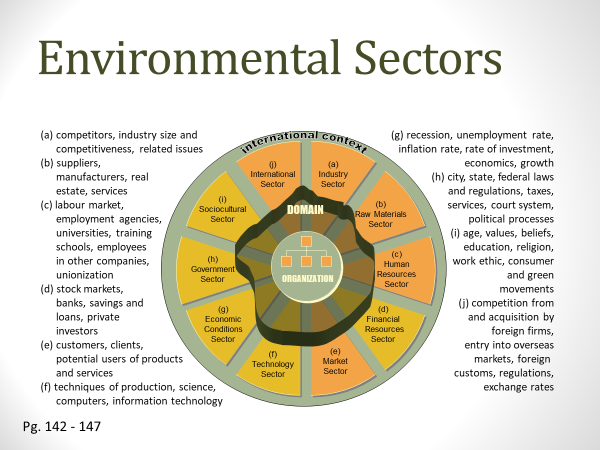 Environmental Sectors
(a) competitors, industry size and
competitiveness, related issues
(b) suppliers,
manufacturers, real
estate, services
(c) labour market,
employment agencies,
universities, training
schools, employees
in other companies,
unionization
(d) stock markets,
banks, savings and
loans, private
investors
(e) customers, clients,
potential users of products
and services
(f) techniques of production, science,
computers, information technology
international context
(j)
International
Sector
(a)
Industry
Sector
(i)
Sociocultural
Sector
DOMAIN
(b)
Raw Materials
Sector
(h)
Government
Sector
ORGANIZATION
(c)
Human
Resources
Sector
(g)
Economic
Conditions
Sector
(d)
Financial
Resources
Sector
(f)
Technology
Sector
(e)
Market
Sector
(g) recession, unemployment rate,
inflation rate, rate of investment,
economics, growth
(h) city, state, federal laws
and regulations, taxes,
services, court system,
political processes
(i) age, values, beliefs,
education, religion,
work ethic, consumer
and green
movements
(j) competition from
and acquisition by
foreign firms,
entry into overseas
markets, foreign
customs, regulations,
exchange rates
Pg. 142 - 147